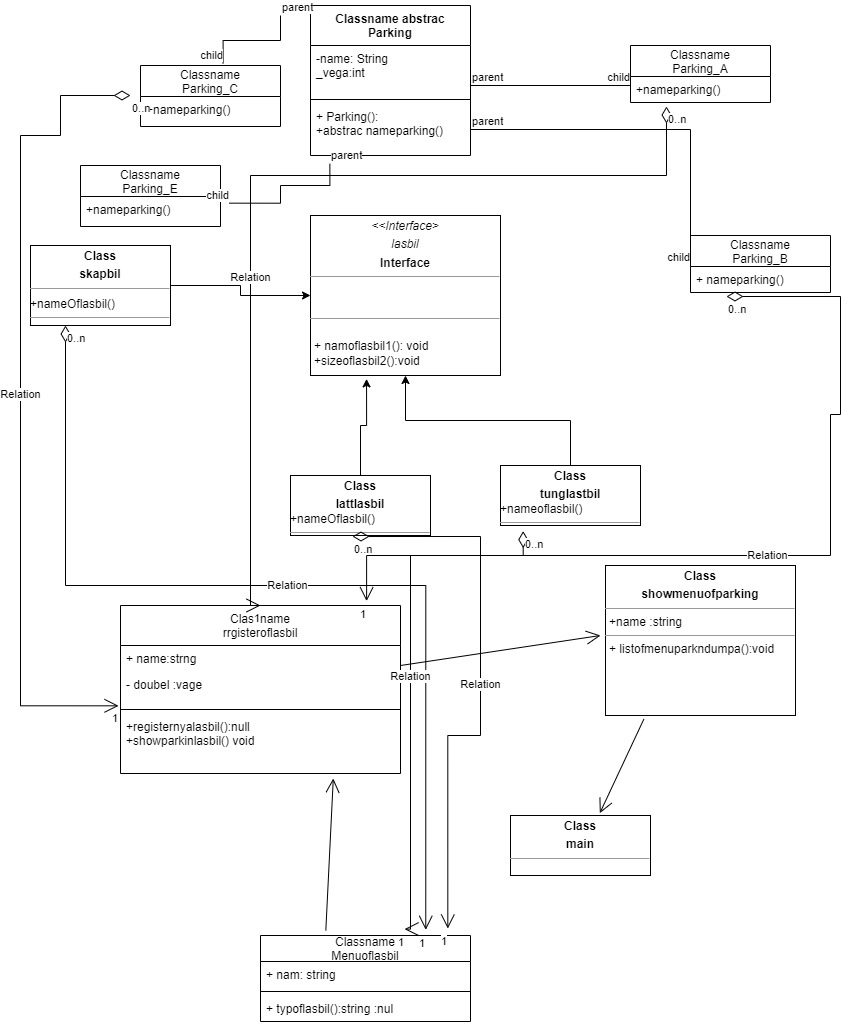 parent
Classname abstrac
Parking
-name: String
_vega:int
+ Parking():
+abstrac nameparking()
child
Classname
Parking_C
0..n
-nameparking()
parent
child
Classname
Parking_A
+nameparking()
0..n
parent
parent
Classname
Parking_E
child
+nameparking()
<<Interface>>
lasbil
Interface
+ namoflasbil1(): void
+sizeoflasbil2():void
child
Classname
Parking_B
+ nameparking()
0..n
Class
skapbil
+nameOflasbil()
0..n
Relation
Relation
Class
lattlasbil
+nameOflasbil()
0..n
Class
tunglastbil
+nameoflasbil()
0..n
Relation
Relation
1
Class
showmenuofparking
+name :string
+ listofmenuparkndumpa():void
Clas1name
rrgisteroflasbil
+ name:strng
- doubel :vage
+registernyalasbil():null
+showparkinlasbil() void
1
Relation
Relation
Class
main
Classname 1
1
1
Menuoflasbil
+ nam: string
+ typoflasbil():string :nul